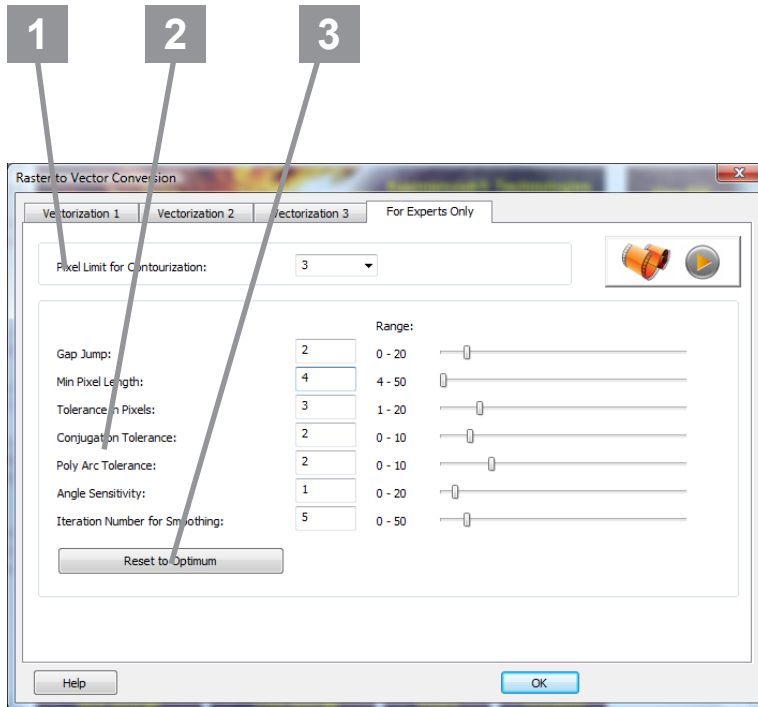 1 2 3
Raster to Vector Conversion
Vectorization 1 Vectorization 2 Vectorization 3 For Experts Only
Pixel Limit for Contourization: 3
Range:
Gap Jump: 2 0 - 20
Min Pixel Length: 4 4 - 50
Tolerance in Pixels: 3 1 - 20
Conjugation Tolerance: 2 0 - 10
Poly Arc Tolerance: 2 0 - 10
Angle Sensitivity: 1 0 - 20
Iteration Number for Smoothing: 5 0 - 50
Reset to Optimum
Help OK